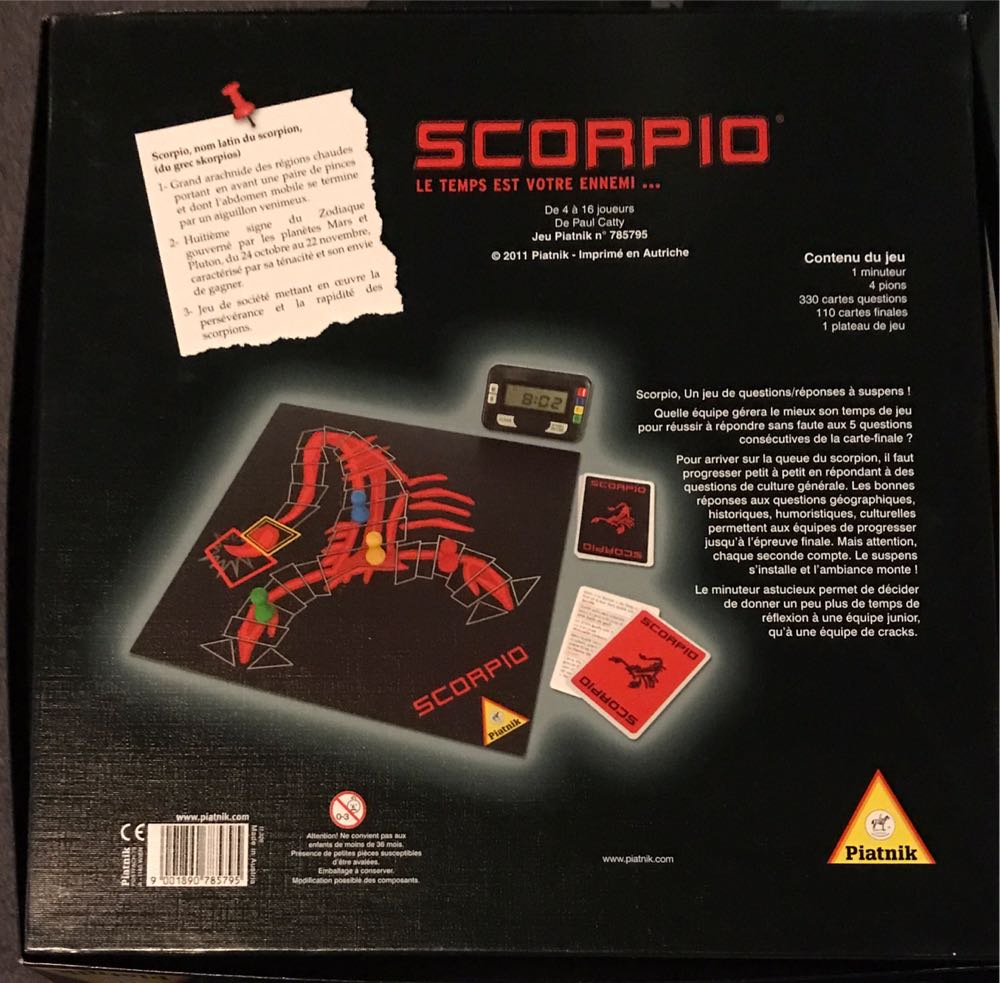 Scorpio, nom latin du scorpion,
(du grec skorpios)
1- Grand arachnide des régions chaudes
portant en avant une paire de pinces
et dont l'abdomen mobile se termine
par un aiguillon venimeux.
2- Huitième signe du Zodiaque
gouverné par les planètes Mars et
Pluton, du 24 octobre au 22 novembre,
caractérisé par sa ténacité et son envie
de gagner.
3- Jeu de société mettant en œuvre la
persévérance et la rapidité des
scorpions.
SCORPIO®
LE TEMPS EST VOTRE ENNEMI ...
De 4 à 16 joueurs
De Paul Catty
Jeu Piatnik n° 785795
© 2011 Piatnik - Imprimé en Autriche
Contenu du jeu
1 minuteur
4 pions
330 cartes questions
110 cartes finales
1 plateau de jeu
8:02
Scorpio, Un jeu de questions/réponses à suspens !
Quelle équipe gérera le mieux son temps de jeu
pour réussir à répondre sans faute aux 5 questions
consécutives de la carte-finale ?
Pour arriver sur la queue du scorpion, il faut
progresser petit à petit en répondant à des
questions de culture générale. Les bonnes
réponses aux questions géographiques,
historiques, humoristiques, culturelles
permettent aux équipes de progresser
jusqu'à l'épreuve finale. Mais attention,
chaque seconde compte. Le suspens
s'installe et l'ambiance monte !
Le minuteur astucieux permet de décider
de donner un peu plus de temps de
réflexion à une équipe junior,
qu'à une équipe de cracks.
SCORPIO
SCORPIO
SCORPIO
SCORPIO
SCORPIO
Piatnik
www.piatnik.com
CE
Piatnik
Made in Austria
9 001890 785795
0-3
Attention! Ne convient pas aux
enfants de moins de 36 mois.
Présence de petites pièces susceptibles
d'être avalées.
Emballage à conserver.
Modification possible des composants.
www.piatnik.com
Piatnik